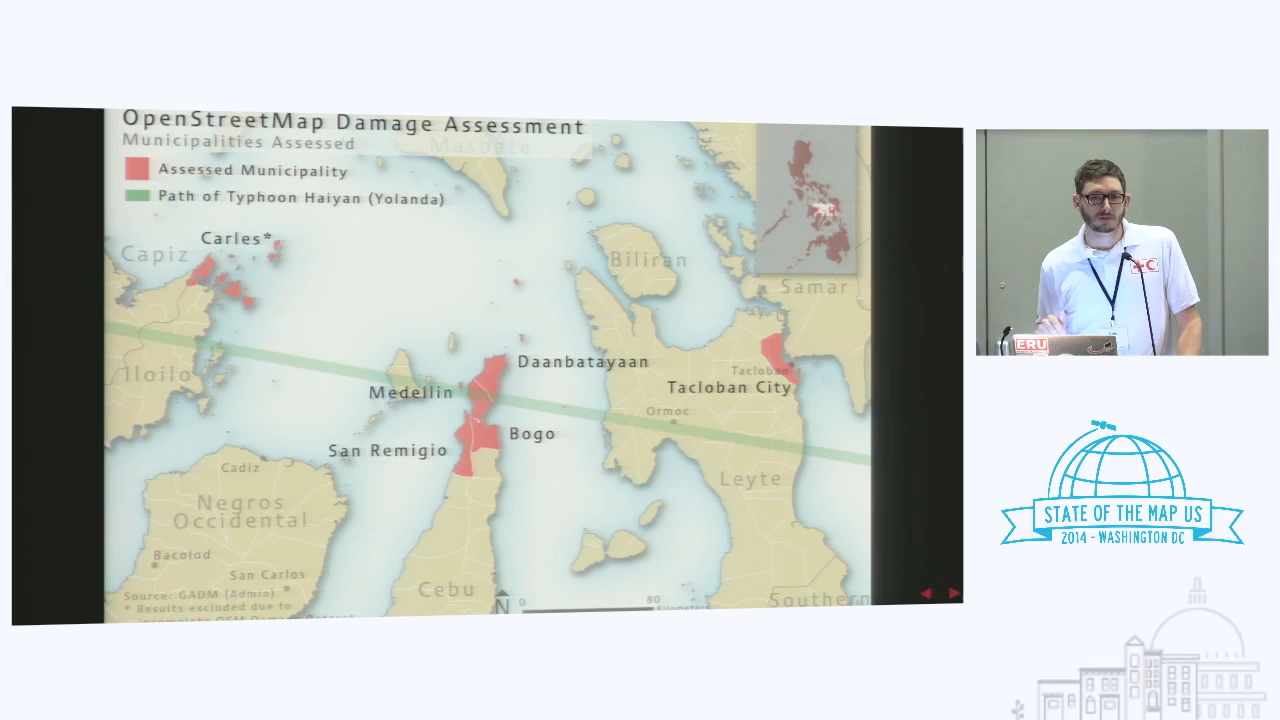 OpenStreetMap Damage Assessment
Municipalities Assessed
Masbate
Assessed Municipality
Path of Typhoon Haiyan (Yolanda)
Carles*
Capiz
Biliran
Samar
Iloilo
Daanbatayaan
Medellin
Tacloban
Tacloban City
Ormoc
Bogo
San Remigio
Cadiz
Leyte
Negros
Occidental
Bacolod
San Carlos
Cebu
Source: GADM (Admin)
* Results excluded due to
N
0
80
Kilometers
Southern
ERU
STATE OF THE MAP US
2014 - WASHINGTON DC